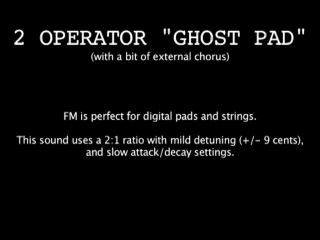 2 OPERATOR "GHOST PAD"
(with a bit of external chorus)
FM is perfect for digital pads and strings.
This sound uses a 2:1 ratio with mild detuning (+/- 9 cents),
and slow attack/decay settings.